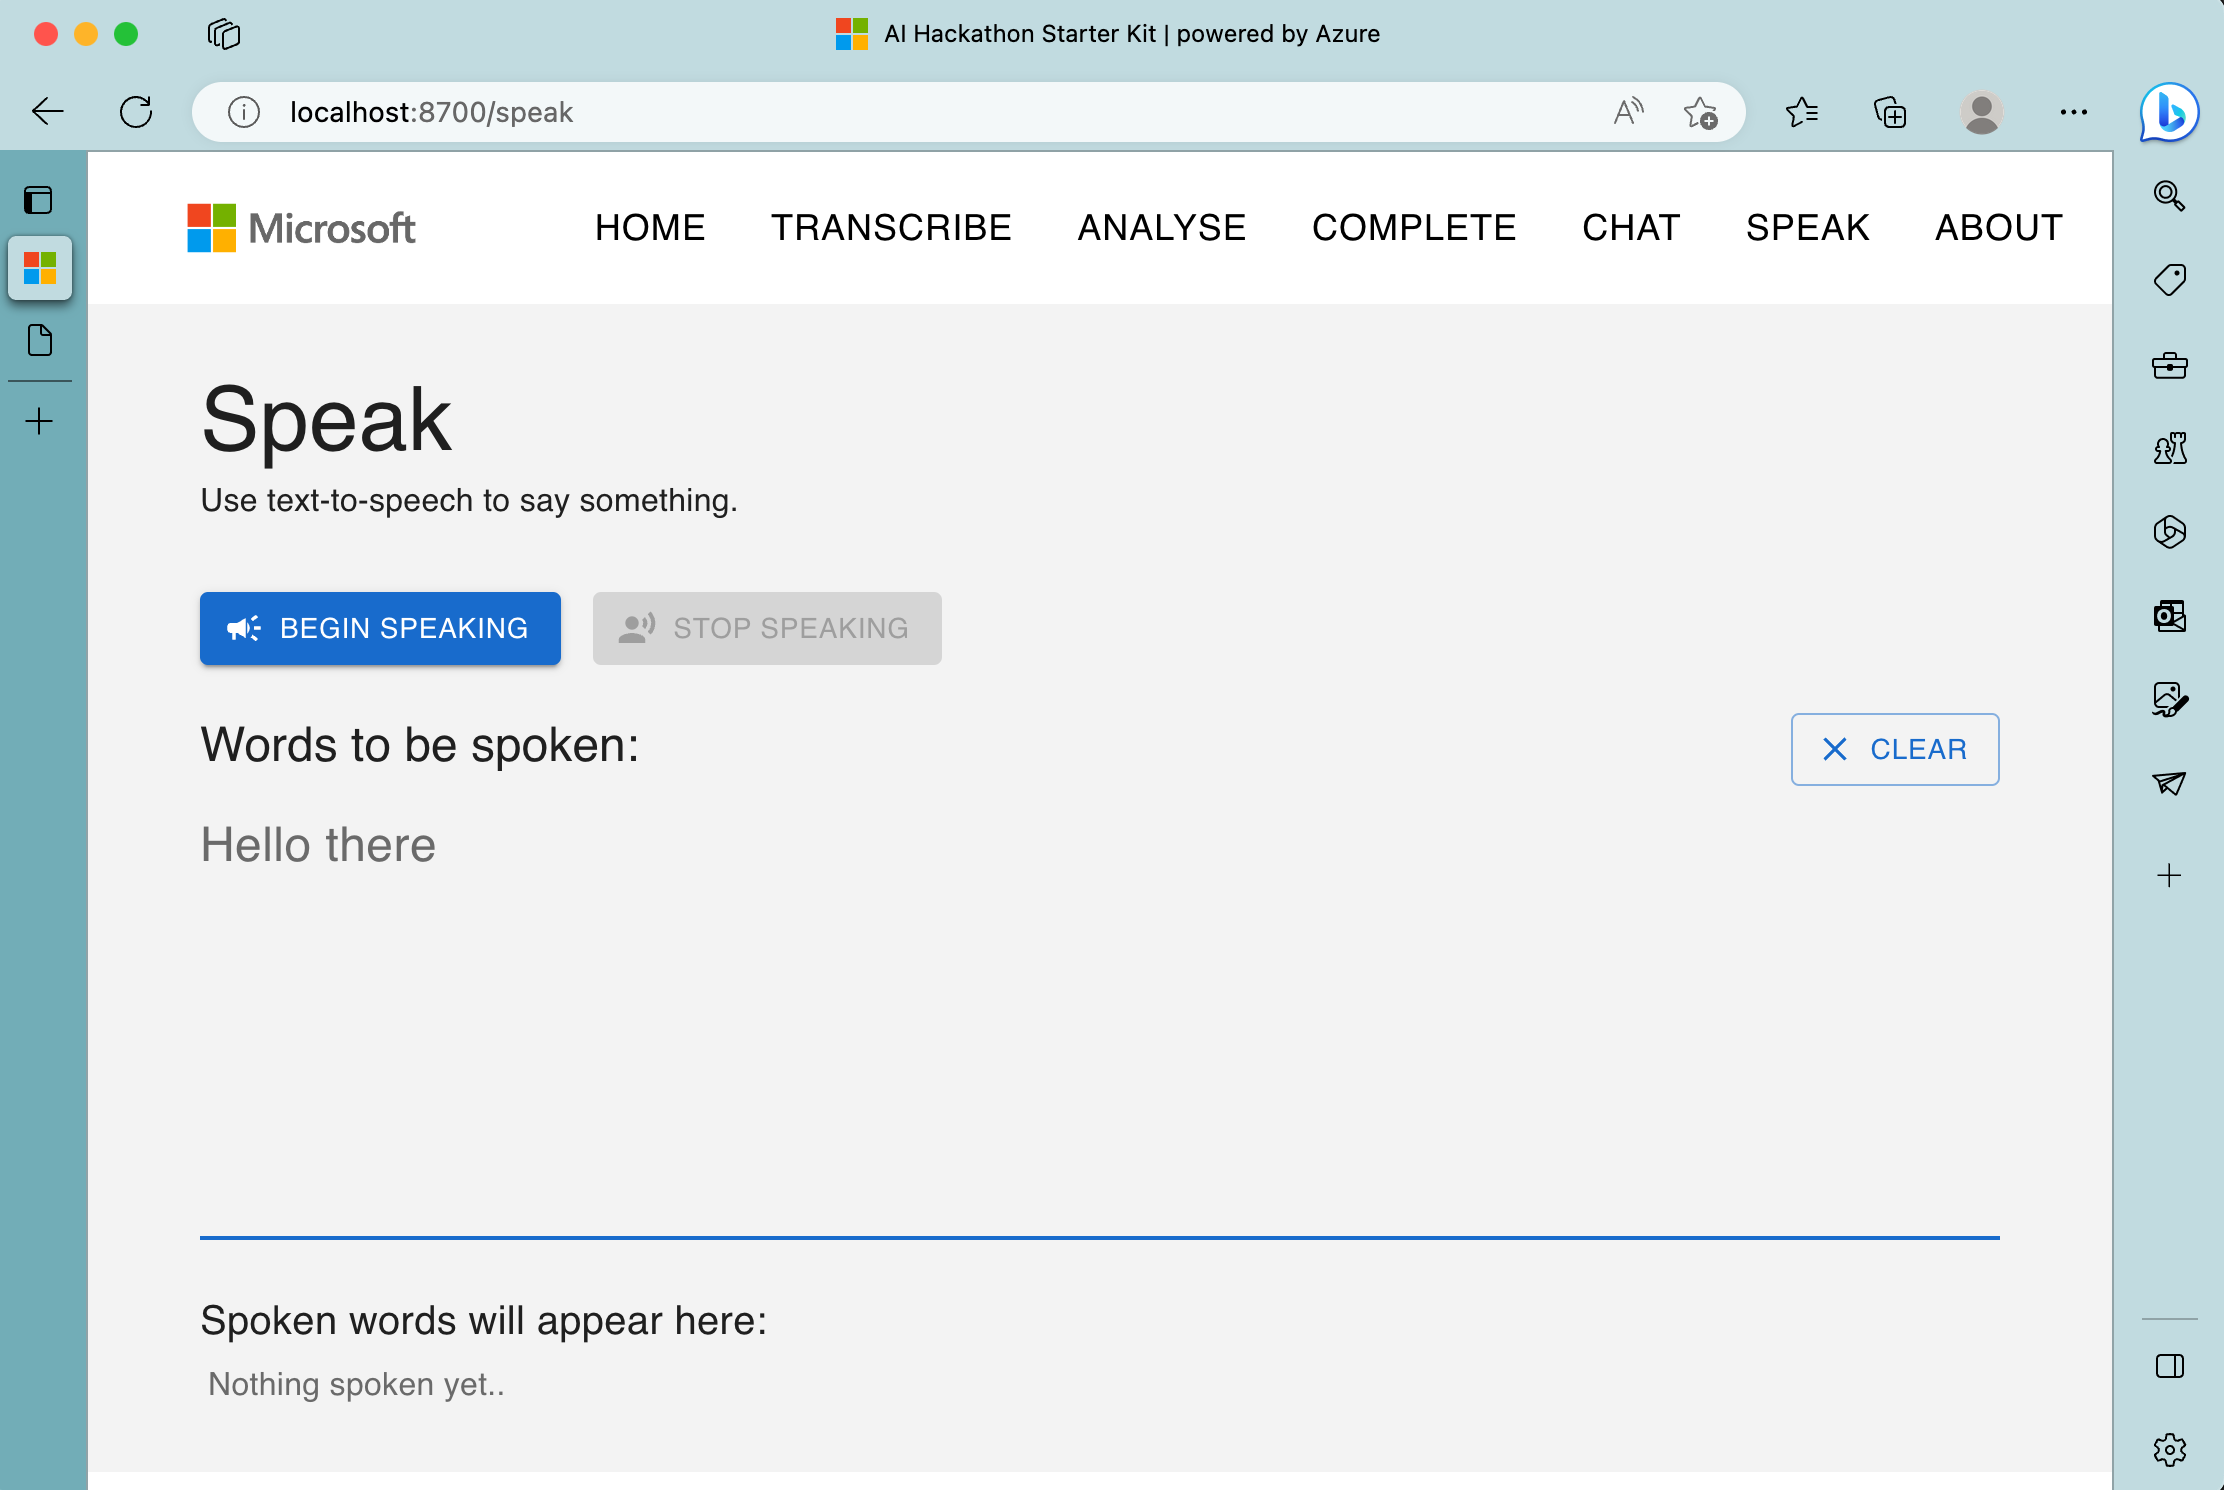 AI Hackathon Starter Kit | powered by Azure
localhost:8700/speak
Microsoft HOME TRANSCRIBE ANALYSE COMPLETE CHAT SPEAK ABOUT
Speak
Use text-to-speech to say something.
BEGIN SPEAKING STOP SPEAKING
Words to be spoken: CLEAR
Hello there
Spoken words will appear here:
Nothing spoken yet..